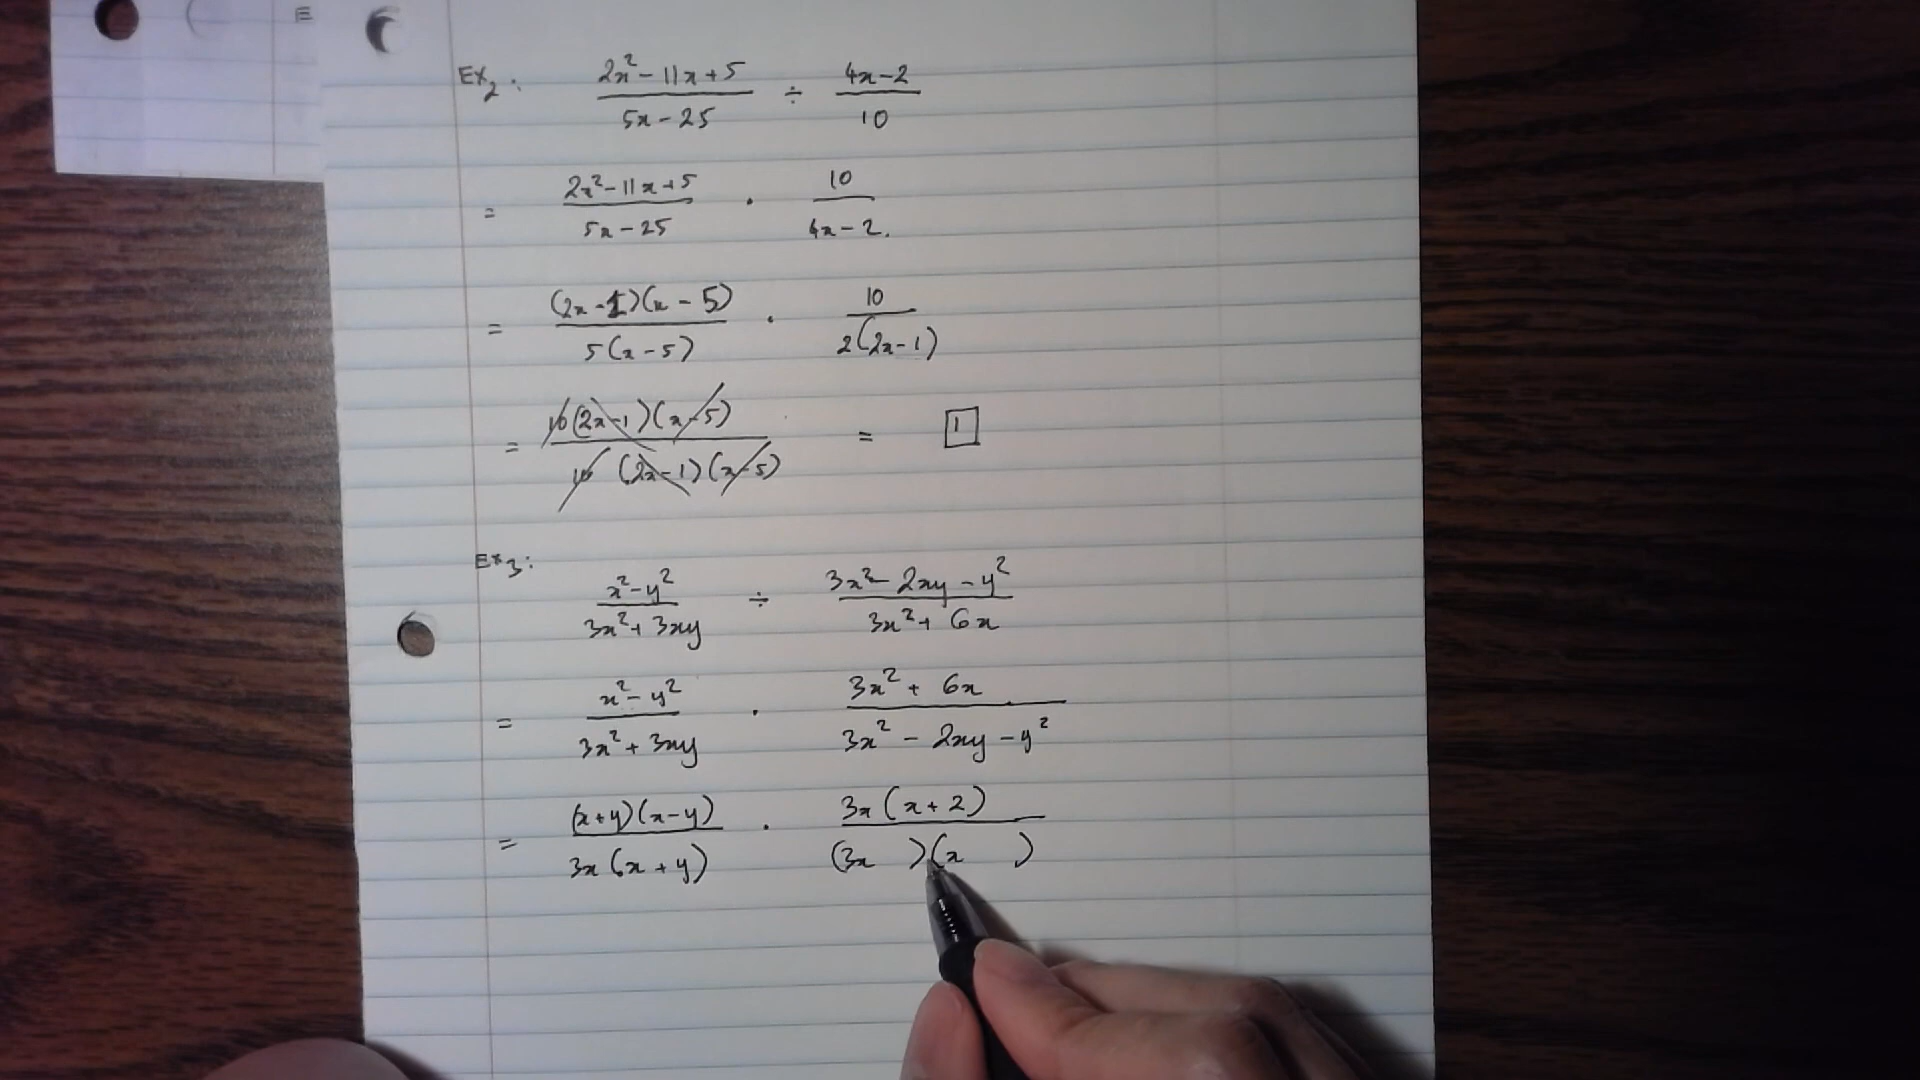 E
Ex2: (2x² - 11x + 5)/(5x - 25) ÷ (4x - 2)/10
= (2x² - 11x + 5)/(5x - 25) · 10/(4x - 2).
= (2x - 1)(x - 5)/5(x - 5) · 10/2(2x - 1)
= 10(2x - 1)(x - 5)/10(2x - 1)(x - 5) = 1
Ex3:
(x² - y²)/(3x² + 3xy) ÷ (3x² - 2xy - y²)/(3x² + 6x)
= (x² - y²)/(3x² + 3xy) · (3x² + 6x)/(3x² - 2xy - y²)
= (x + y)(x - y)/3x(x + y) · 3x(x + 2)/(3x )(x )